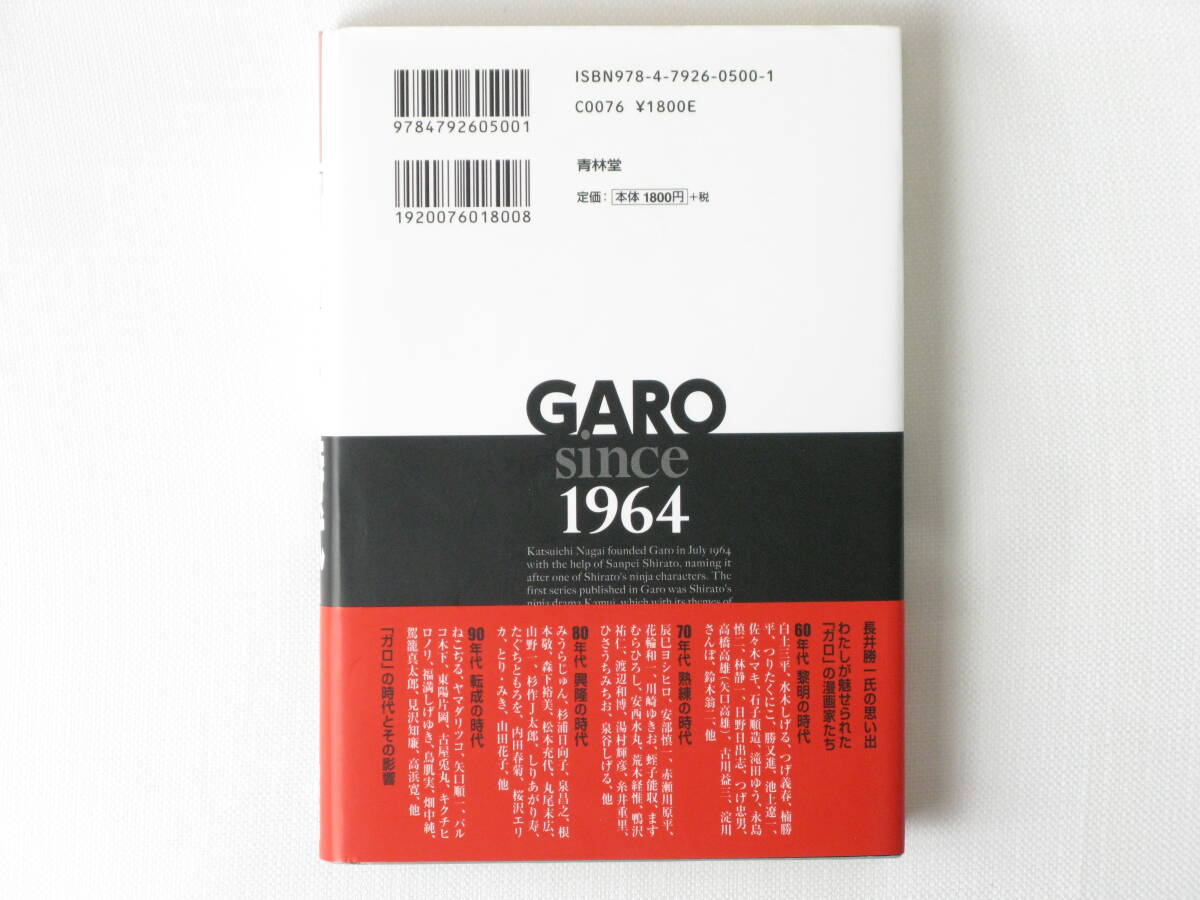 ISBN978-4-7926-0500-1
C0076 ¥1800E
9784792605001
青林堂
定価：本体 1800円+税
1920076018008
GARO
since
1964
Katsuichi Nagai founded Garo in July 1964
with the help of Sanpei Shirato, naming it
after one of Shirato's ninja characters. The
first series published in Garo was Shirato's
ninja drama Kamui, which with its themes of
長井勝一氏の思い出
わたしが魅せられた
「ガロ」の漫画家たち
60年代 黎明の時代
白土三平、水木しげる、つげ義春、楠勝
平、つりたくにこ、勝又進、池上遼一、
佐々木マキ、石子順造、滝田ゆう、永島
慎二、林静一、日野日出志、つげ忠男、
高橋高雄(矢口高雄)、古川益三、淀川
さんぽ、鈴木翁二、他
70年代 熟練の時代
辰巳ヨシヒロ、安部慎一、赤瀬川原平、
花輪和一、川崎ゆきお、蛭子能収、ます
むらひろし、安西水丸、荒木経惟、鴨沢
祐仁、渡辺和博、湯村輝彦、糸井重里、
ひさうちみちお、泉谷しげる、他
80年代 興隆の時代
みうらじゅん、杉浦日向子、泉昌之、根
本敬、森下裕美、松本充代、丸尾末広、
山野一、杉作J太郎、しりあがり寿、
たぐちともろを、内田春菊、桜沢エリ
カ、とり・みき、山田花子、他
90年代 転成の時代
ねこぢる、ヤマダリツコ、矢口順一、パル
コ木下、東陽片岡、古屋兎丸、キクチヒ
ロノリ、福満しげゆき、鳥肌実、畑中純、
駕籠真太郎、見沢知廉、高浜寛、他
「ガロ」の時代とその影響